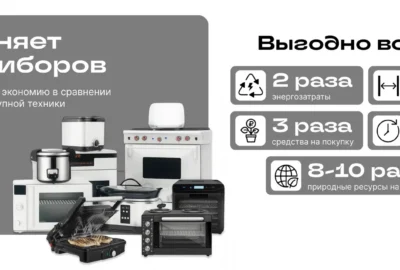 няет
иборов
экономию в сравнении
упной техники
Выгодно во
2 раза
энергозатраты
3 раза
средства на покупку
8-10 ра
природные ресурсы на